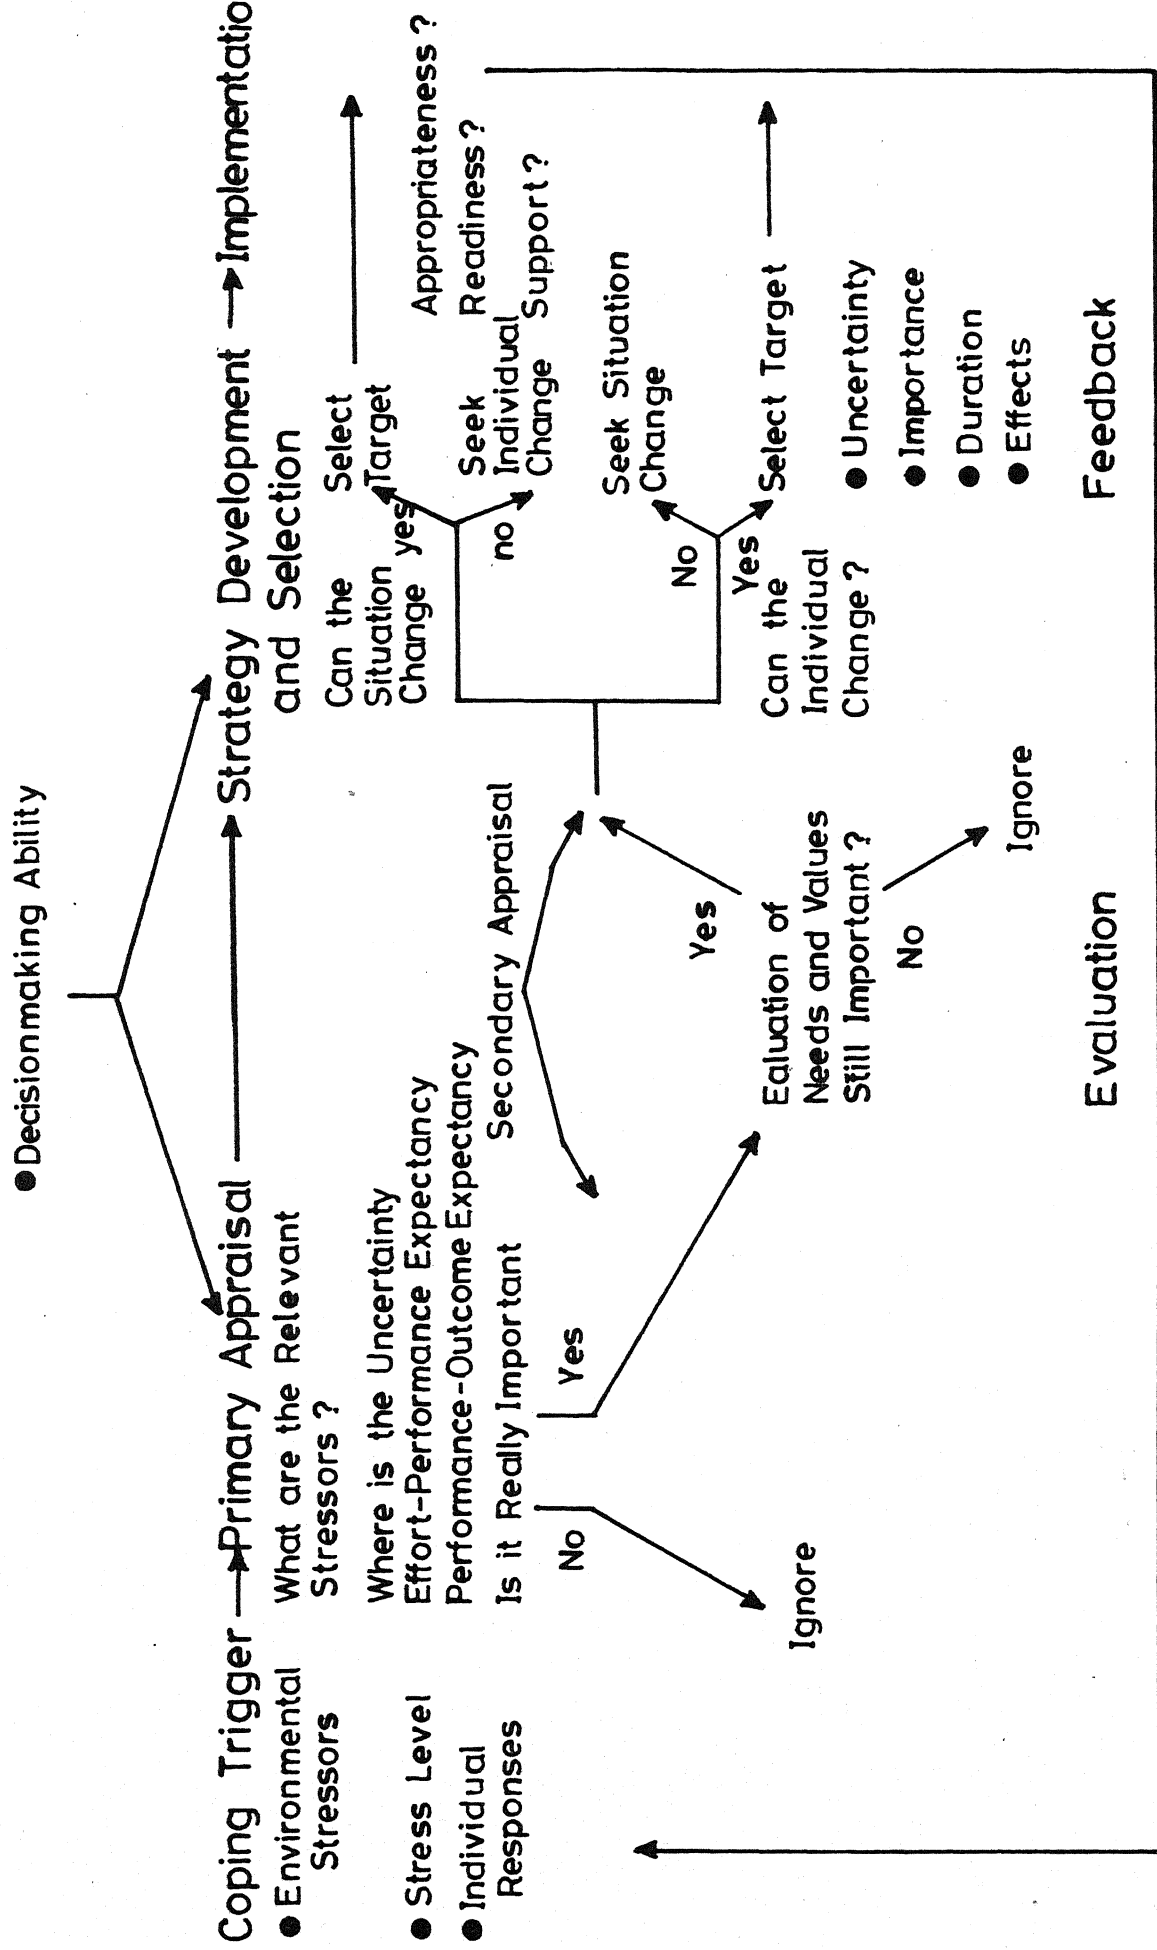 ● Decisionmaking Ability
Coping Trigger → Primary Appraisal → Strategy Development → Implementatio
and Selection
● Environmental
Stressors
● Stress Level
● Individual
Responses
What are the Relevant
Stressors ?
Where is the Uncertainty
Effort-Performance Expectancy
Performance-Outcome Expectancy
Is it Really Important
No
Yes
Ignore
Secondary Appraisal
Yes
Ealuation of
Needs and Values
Still Important ?
No
Ignore
Can the
Situation
Change
yes
no
Select
Target
Seek
Individual
Change
Appropriateness ?
Readiness ?
Support ?
Seek Situation
Change
No
Yes
Select Target
Can the
Individual
Change ?
● Uncertainty
● Importance
● Duration
● Effects
Evaluation
Feedback